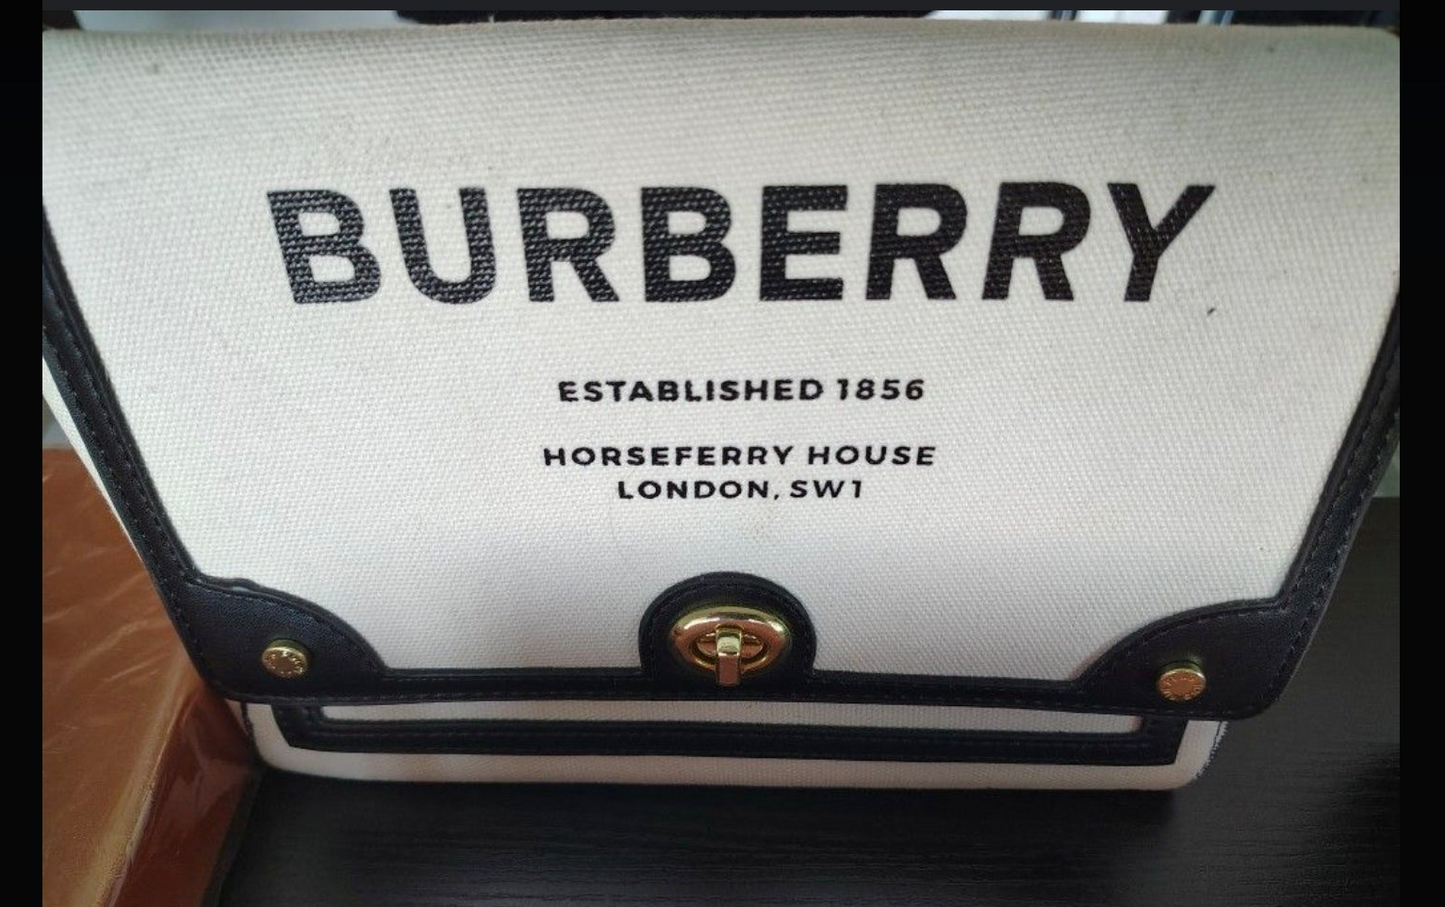 BURBERRY
ESTABLISHED 1856
HORSEFERRY HOUSE
LONDON, SW1